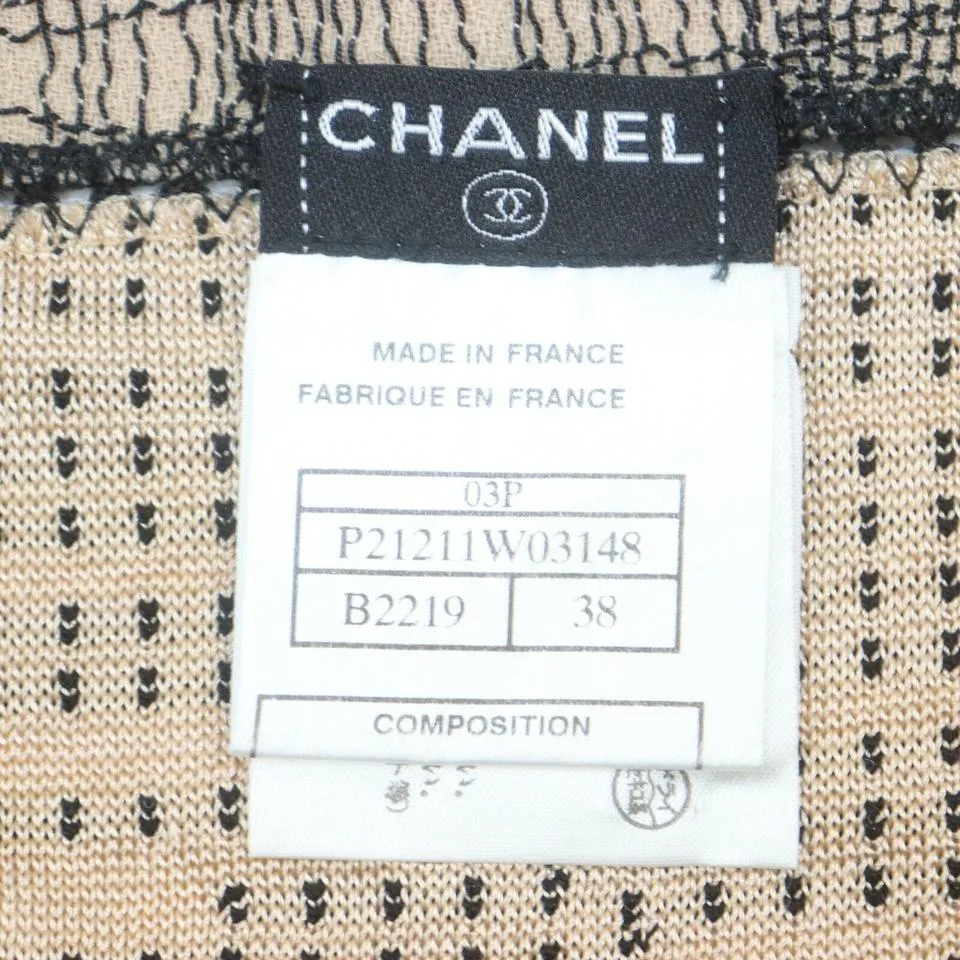 CHANEL
MADE IN FRANCE
FABRIQUE EN FRANCE
03P
P21211W03148
B2219 38
COMPOSITION